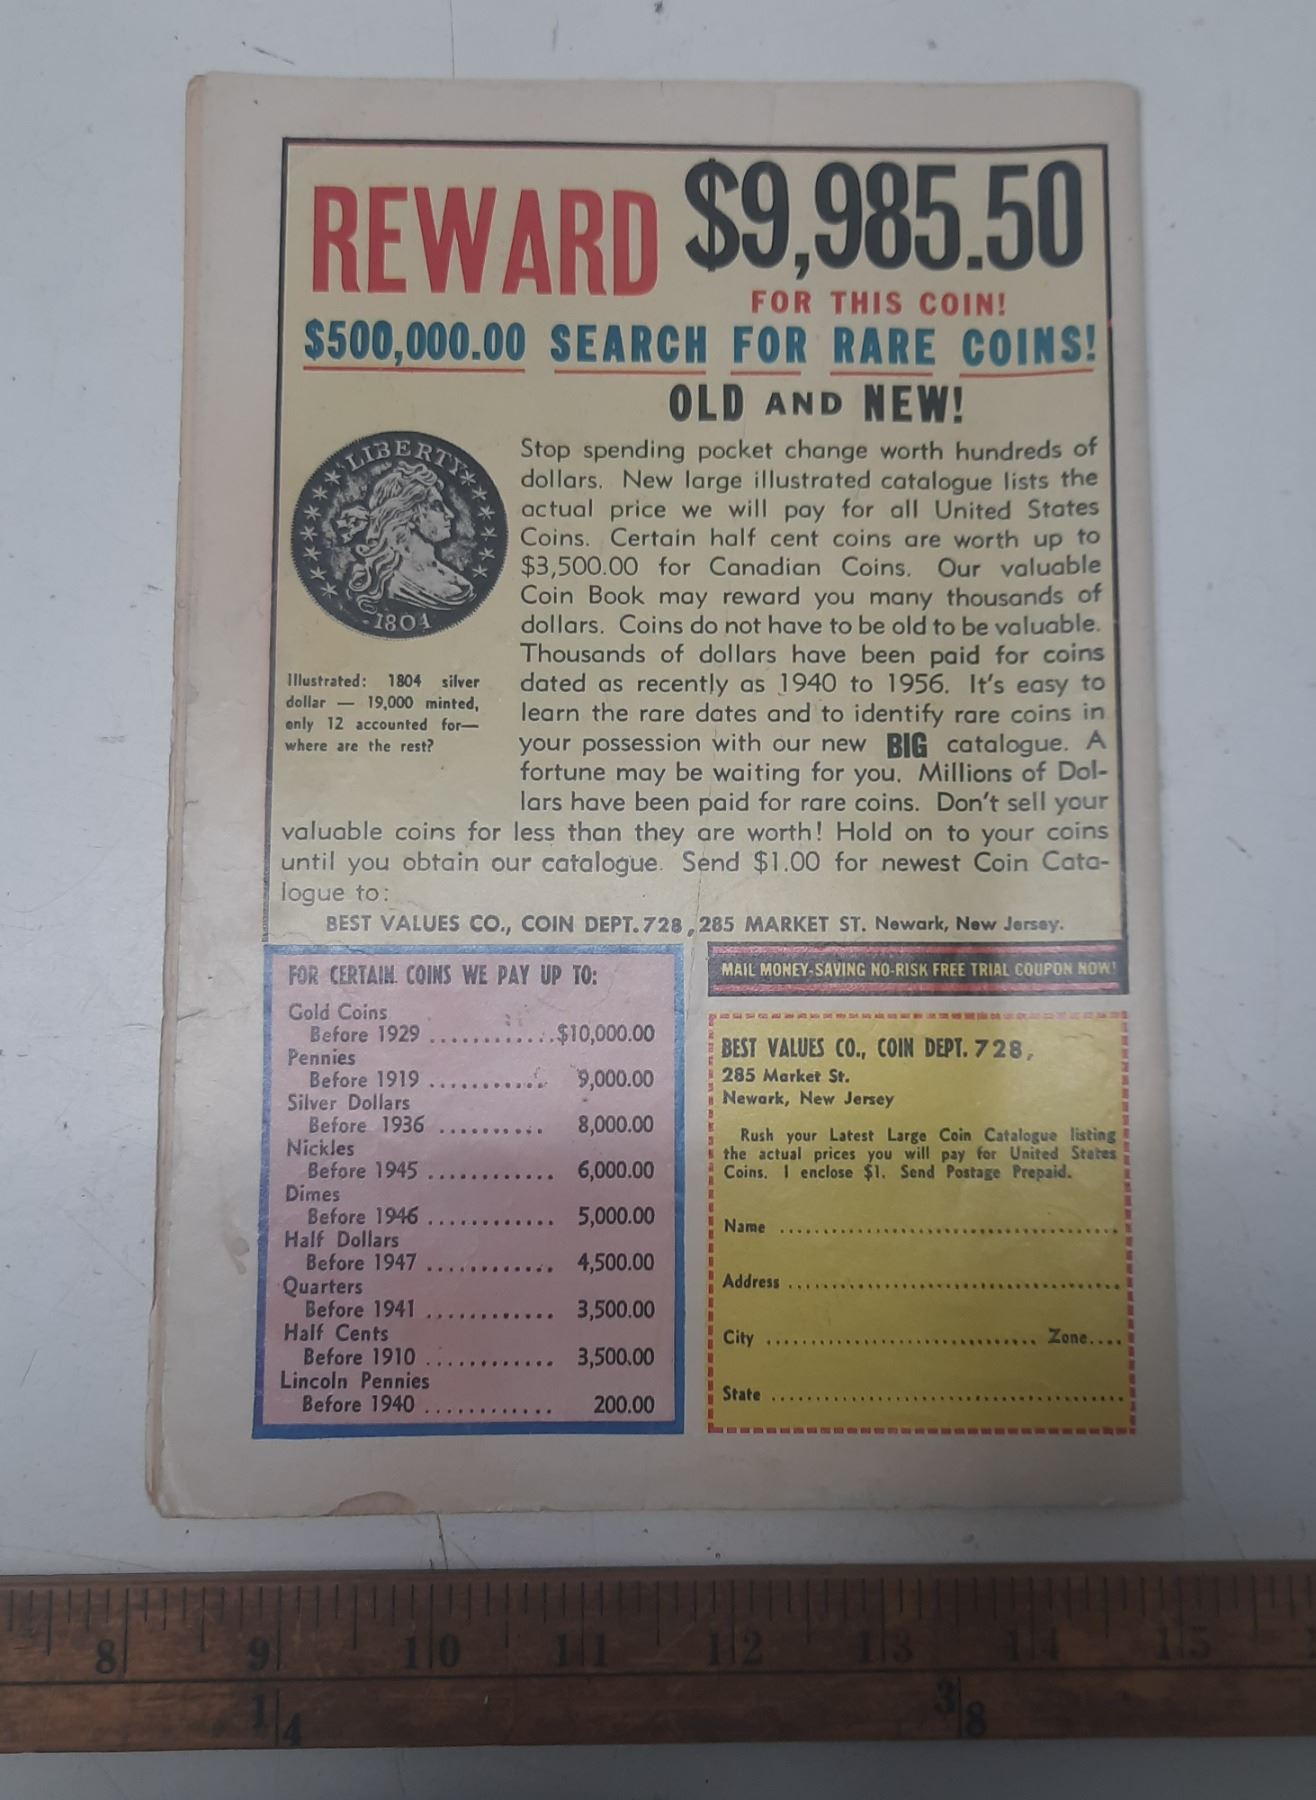 REWARD $9,985.50
FOR THIS COIN!
$500,000.00 SEARCH FOR RARE COINS!
OLD AND NEW!
LIBERTY
1804
Illustrated: 1804 silver
dollar — 19,000 minted,
only 12 accounted for—
where are the rest?
Stop spending pocket change worth hundreds of
dollars. New large illustrated catalogue lists the
actual price we will pay for all United States
Coins. Certain half cent coins are worth up to
$3,500.00 for Canadian Coins. Our valuable
Coin Book may reward you many thousands of
dollars. Coins do not have to be old to be valuable.
Thousands of dollars have been paid for coins
dated as recently as 1940 to 1956. It's easy to
learn the rare dates and to identify rare coins in
your possession with our new BIG catalogue. A
fortune may be waiting for you. Millions of Dol-
lars have been paid for rare coins. Don't sell your
valuable coins for less than they are worth! Hold on to your coins
until you obtain our catalogue. Send $1.00 for newest Coin Cata-
logue to:
BEST VALUES CO., COIN DEPT. 728, 285 MARKET ST. Newark, New Jersey.
FOR CERTAIN COINS WE PAY UP TO:
Gold Coins
Before 1929 ............$10,000.00
Pennies
Before 1919 ............ 9,000.00
Silver Dollars
Before 1936 .......... 8,000.00
Nickles
Before 1945 ............ 6,000.00
Dimes
Before 1946 ............ 5,000.00
Half Dollars
Before 1947 ............ 4,500.00
Quarters
Before 1941 ............ 3,500.00
Half Cents
Before 1910 ............ 3,500.00
Lincoln Pennies
Before 1940 ............ 200.00
MAIL MONEY-SAVING NO-RISK FREE TRIAL COUPON NOW!
BEST VALUES CO., COIN DEPT. 728,
285 Market St.
Newark, New Jersey
Rush your Latest Large Coin Catalogue listing
the actual prices you will pay for United States
Coins. I enclose $1. Send Postage Prepaid.
Name ............................................
Address ............................................
City .................................. Zone....
State ............................................
8 9 10 11 12 13 14 15
1/4 3/8